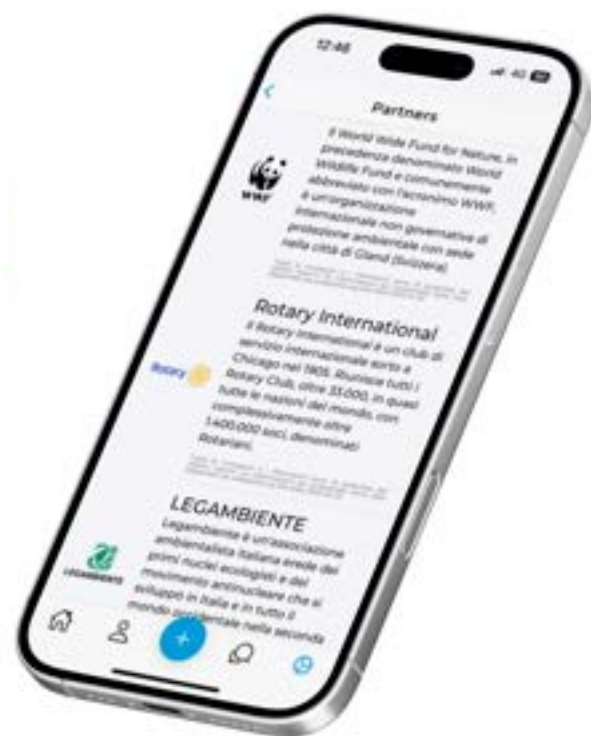 12:46
4G
Partners
Il World Wide Fund for Nature, in
precedenza denominato World
Wildlife Fund e comunemente
abbreviato con l'acronimo WWF,
è un'organizzazione
internazionale non governativa di
protezione ambientale con sede
nella città di Gland (Svizzera).
WWF
Rotary International
Il Rotary International è un club di
servizio internazionale sorto a
Chicago nel 1905. Riunisce tutti i
Rotary Club, oltre 33.000, in quasi
tutte le nazioni del mondo, con
complessivamente oltre
1.400.000 soci, denominati
Rotariani.
Rotary
LEGAMBIENTE
Legambiente è un'associazione
ambientalista italiana erede dei
primi nuclei ecologisti e del
movimento antinucleare che si
sviluppò in Italia e in tutto il
mondo occidentale nella seconda
LEGAMBIENTE